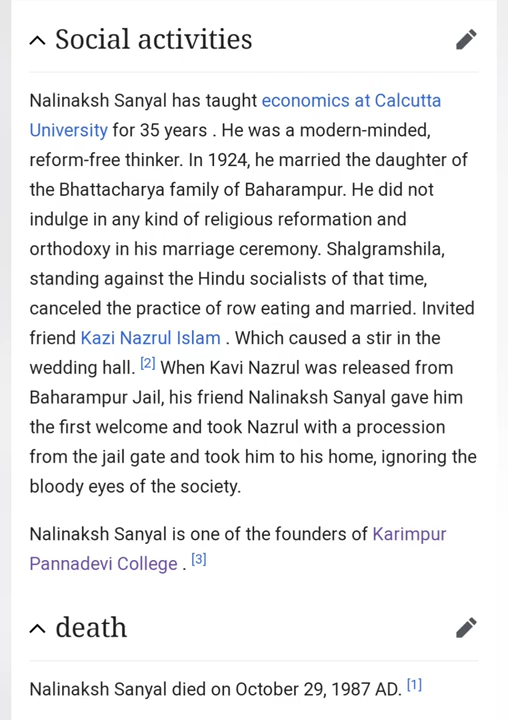 Social activities
Nalinaksh Sanyal has taught economics at Calcutta
University for 35 years . He was a modern-minded,
reform-free thinker. In 1924, he married the daughter of
the Bhattacharya family of Baharampur. He did not
indulge in any kind of religious reformation and
orthodoxy in his marriage ceremony. Shalgramshila,
standing against the Hindu socialists of that time,
canceled the practice of row eating and married. Invited
friend Kazi Nazrul Islam . Which caused a stir in the
wedding hall. [2] When Kavi Nazrul was released from
Baharampur Jail, his friend Nalinaksh Sanyal gave him
the first welcome and took Nazrul with a procession
from the jail gate and took him to his home, ignoring the
bloody eyes of the society.
Nalinaksh Sanyal is one of the founders of Karimpur
Pannadevi College . [3]
death
Nalinaksh Sanyal died on October 29, 1987 AD. [1]